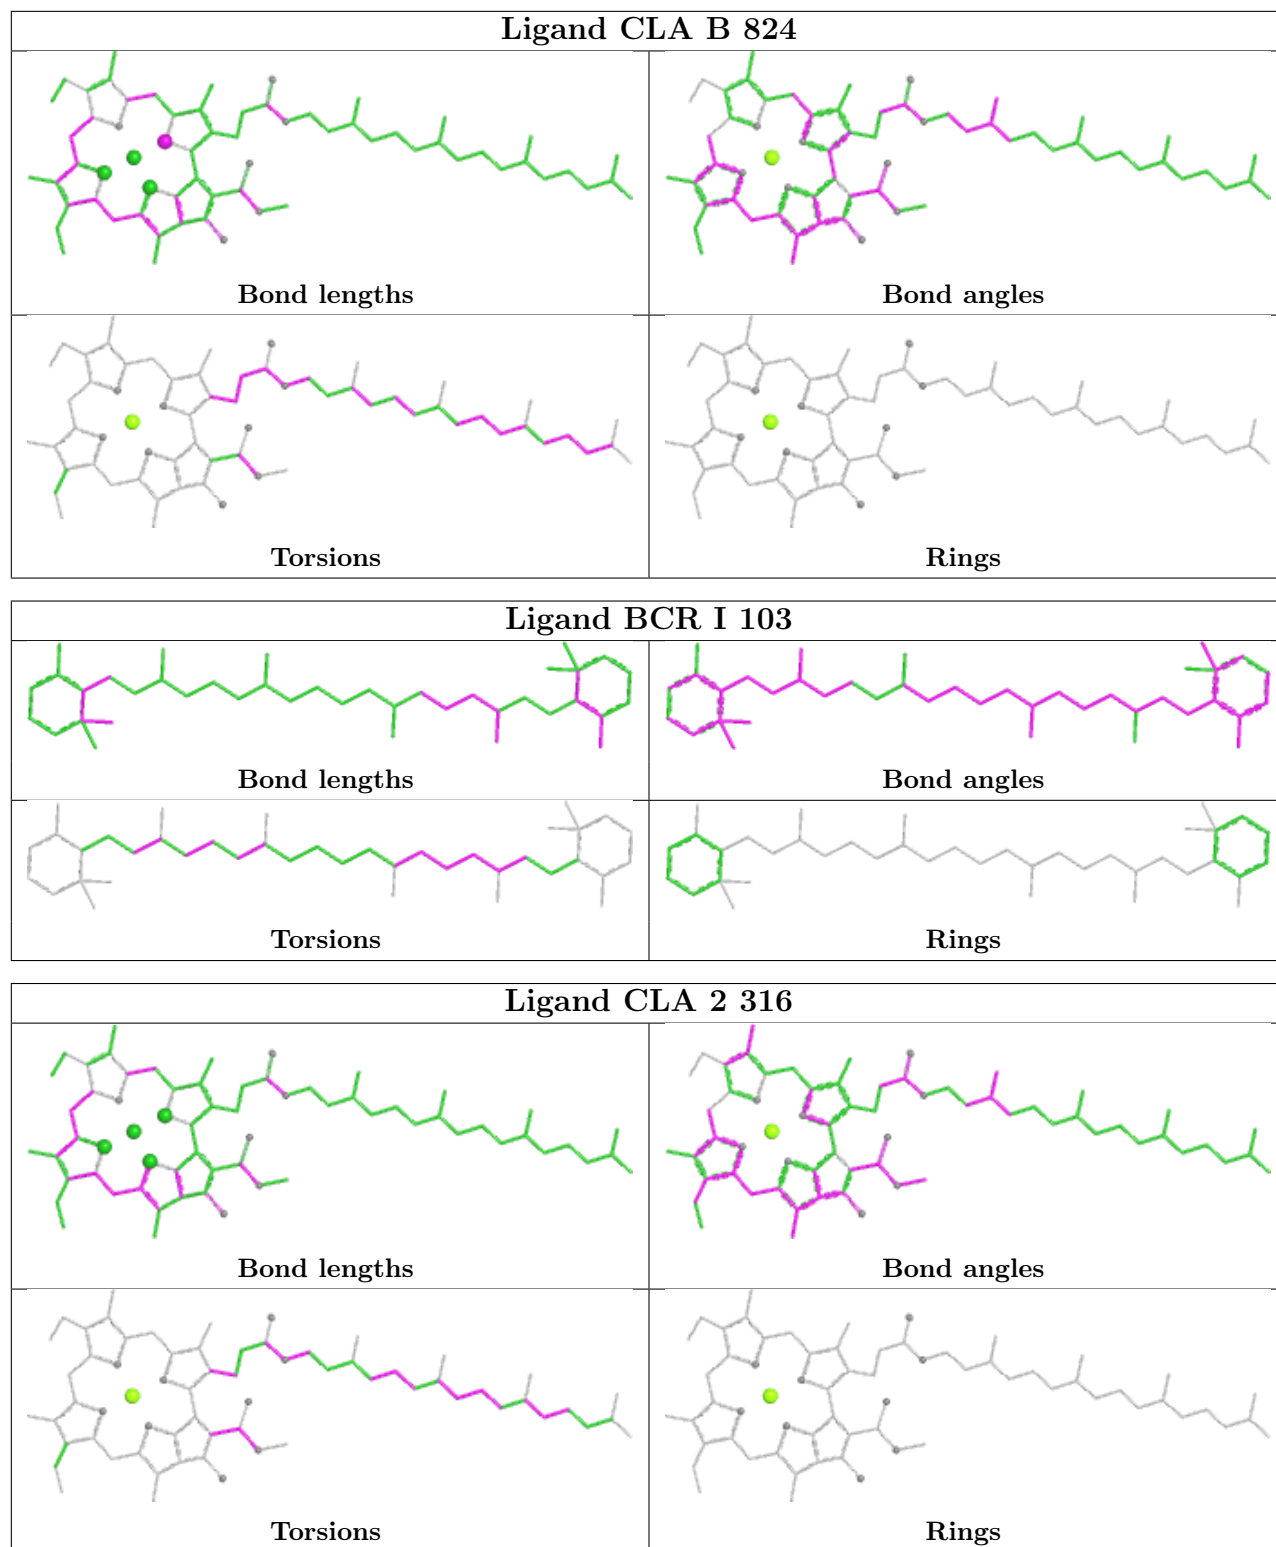 Ligand CLA B 824
Bond lengths
Bond angles
Torsions
Rings
Ligand BCR I 103
Bond lengths
Bond angles
Torsions
Rings
Ligand CLA 2 316
Bond lengths
Bond angles
Torsions
Rings